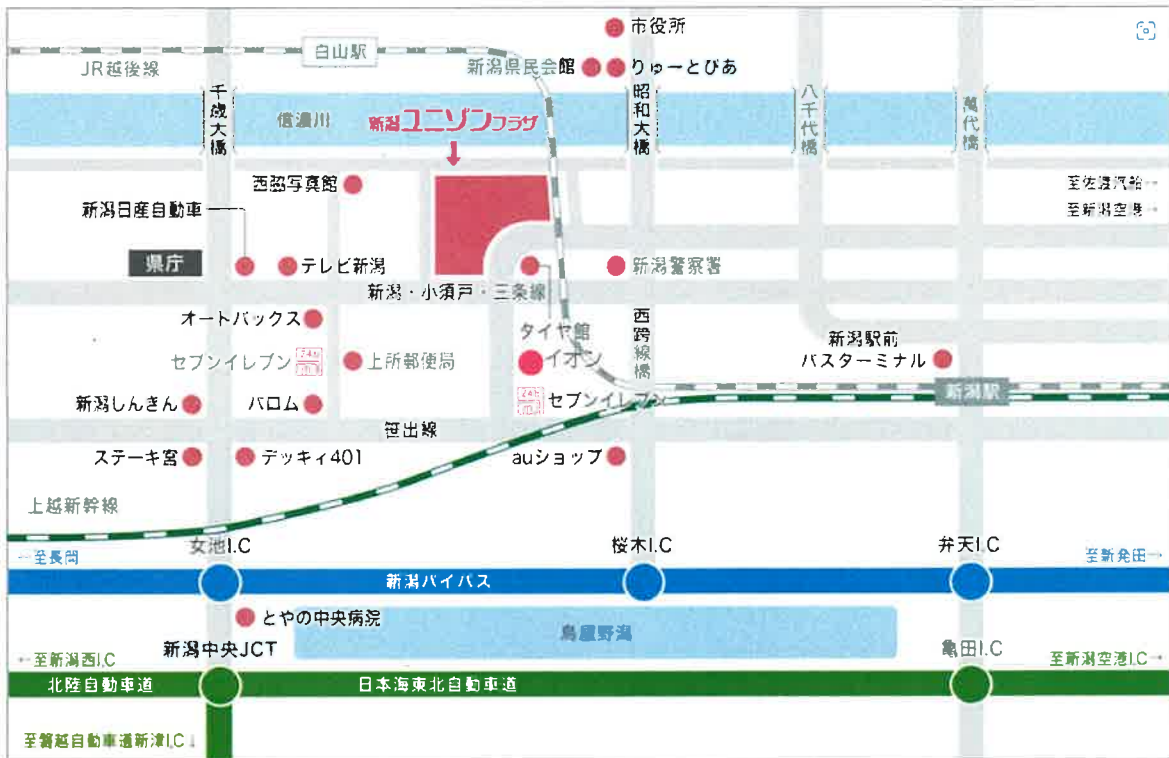 市役所
白山駅
JR越後線
新潟県民会館
りゅーとぴあ
千歳大橋
信濃川
新潟ユニゾンプラザ
昭和大橋
八千代橋
萬代橋
西脇写真館
至佐渡汽船→
新潟日産自動車
至新潟空港→
県庁
テレビ新潟
新潟警察署
新潟・小須戸・三条線
オートバックス
タイヤ館
西跨線橋
新潟駅前
バスターミナル
セブンイレブン
上所郵便局
イオン
新潟駅
新潟しんきん
バロム
セブンイレブン
笹出線
ステーキ宮
デッキィ401
auショップ
上越新幹線
女池I.C
桜木I.C
弁天I.C
←至長岡
至新発田→
新潟バイパス
とやの中央病院
鳥屋野潟
新潟中央JCT
亀田I.C
←至新潟西I.C
至新潟空港I.C→
北陸自動車道
日本海東北自動車道
至磐越自動車道新津I.C↓